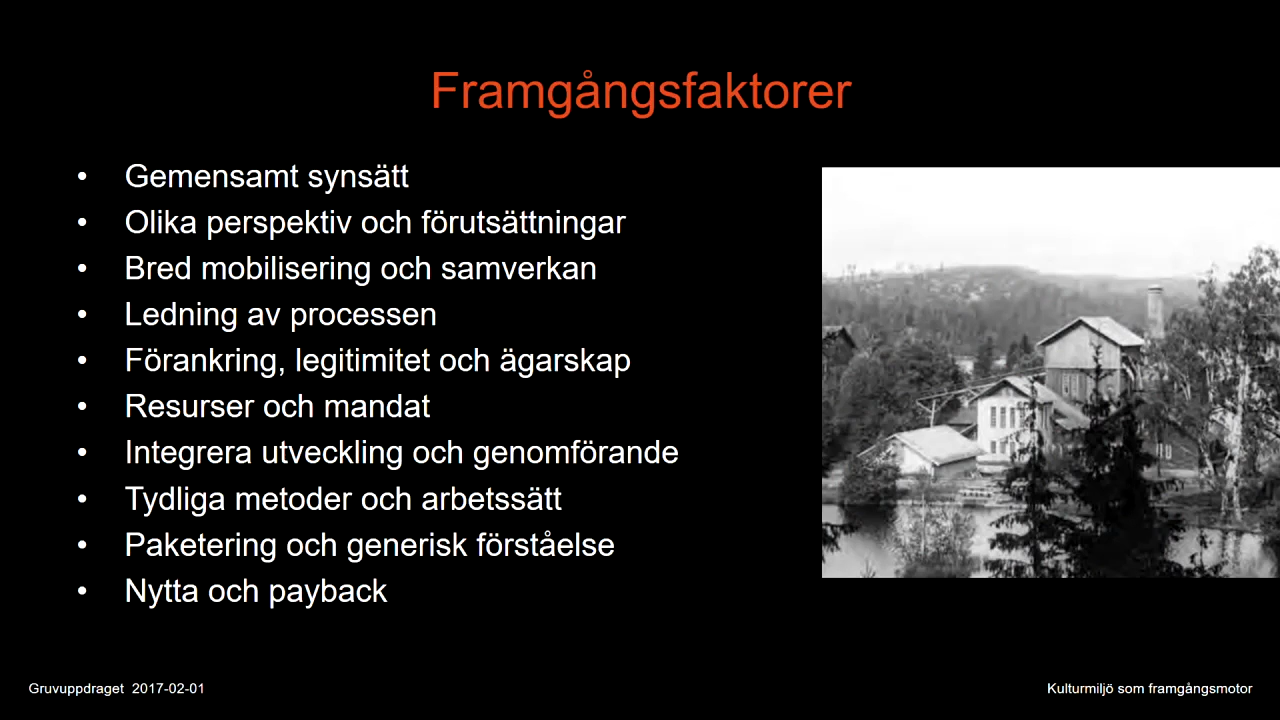 Framgångsfaktorer
• Gemensamt synsätt
• Olika perspektiv och förutsättningar
• Bred mobilisering och samverkan
• Ledning av processen
• Förankring, legitimitet och ägarskap
• Resurser och mandat
• Integrera utveckling och genomförande
• Tydliga metoder och arbetssätt
• Paketering och generisk förståelse
• Nytta och payback
Gruvuppdraget 2017-02-01
Kulturmiljö som framgångsmotor